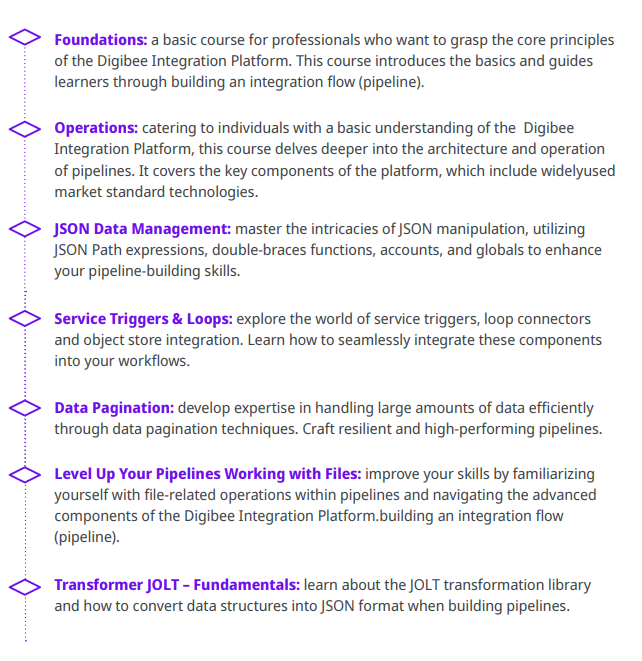 Foundations: a basic course for professionals who want to grasp the core principles
of the Digibee Integration Platform. This course introduces the basics and guides
learners through building an integration flow (pipeline).
Operations: catering to individuals with a basic understanding of the  Digibee
Integration Platform, this course delves deeper into the architecture and operation
of pipelines. It covers the key components of the platform, which include widelyused
market standard technologies.
JSON Data Management: master the intricacies of JSON manipulation, utilizing
JSON Path expressions, double-braces functions, accounts, and globals to enhance
your pipeline-building skills.
Service Triggers & Loops: explore the world of service triggers, loop connectors
and object store integration. Learn how to seamlessly integrate these components
into your workflows.
Data Pagination: develop expertise in handling large amounts of data efficiently
through data pagination techniques. Craft resilient and high-performing pipelines.
Level Up Your Pipelines Working with Files: improve your skills by familiarizing
yourself with file-related operations within pipelines and navigating the advanced
components of the Digibee Integration Platform.building an integration flow
(pipeline).
Transformer JOLT – Fundamentals: learn about the JOLT transformation library
and how to convert data structures into JSON format when building pipelines.